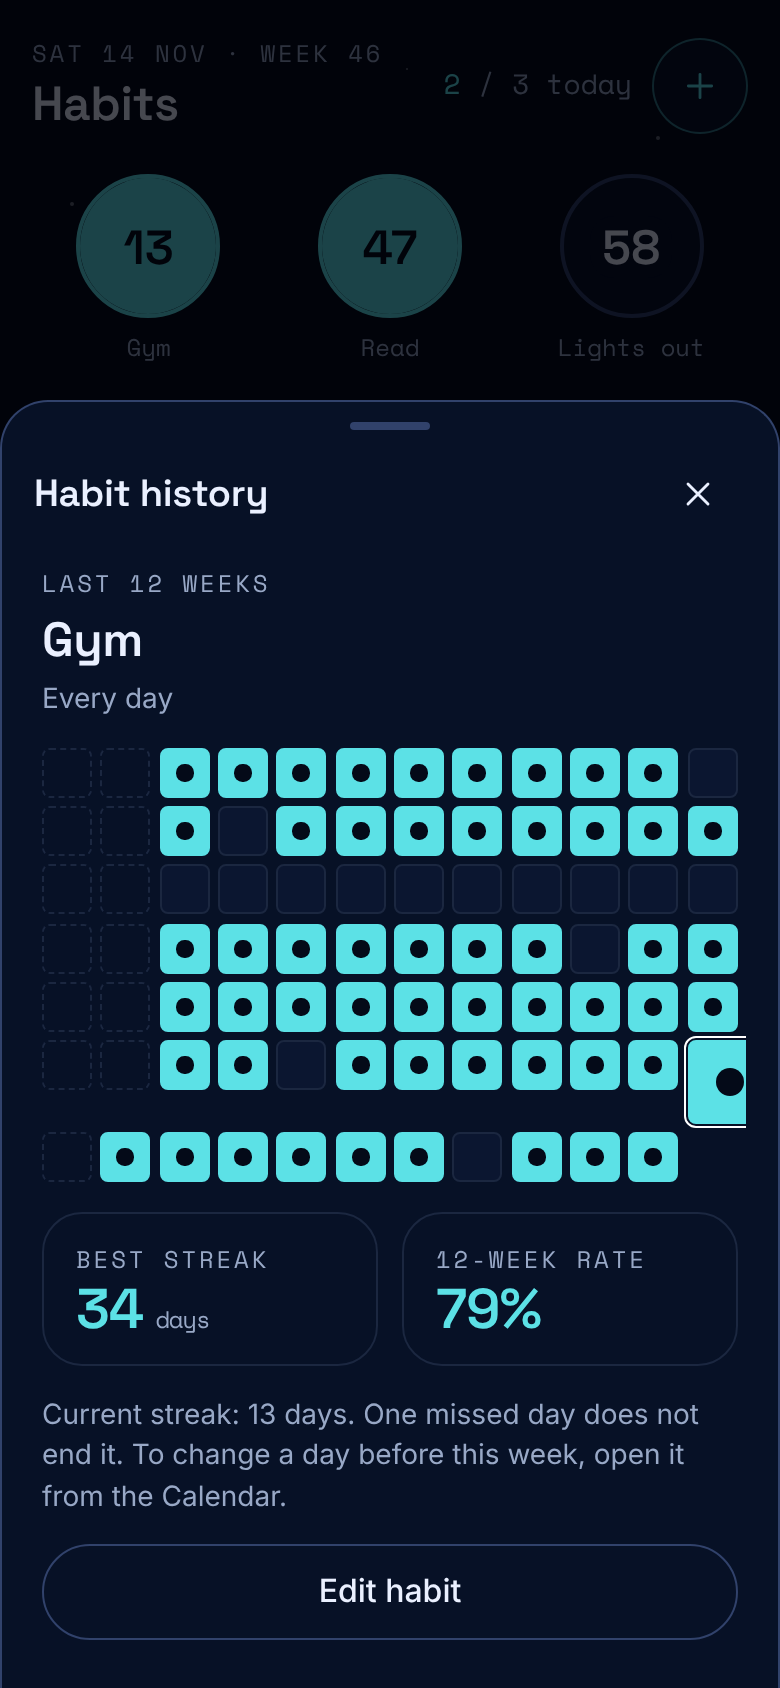 SAT 14 NOV · WEEK 46
Habits
2 / 3 today
13
47
58
Gym
Read
Lights out
Habit history
LAST 12 WEEKS
Gym
Every day
BEST STREAK
34 days
12-WEEK RATE
79%
Current streak: 13 days. One missed day does not
end it. To change a day before this week, open it
from the Calendar.
Edit habit